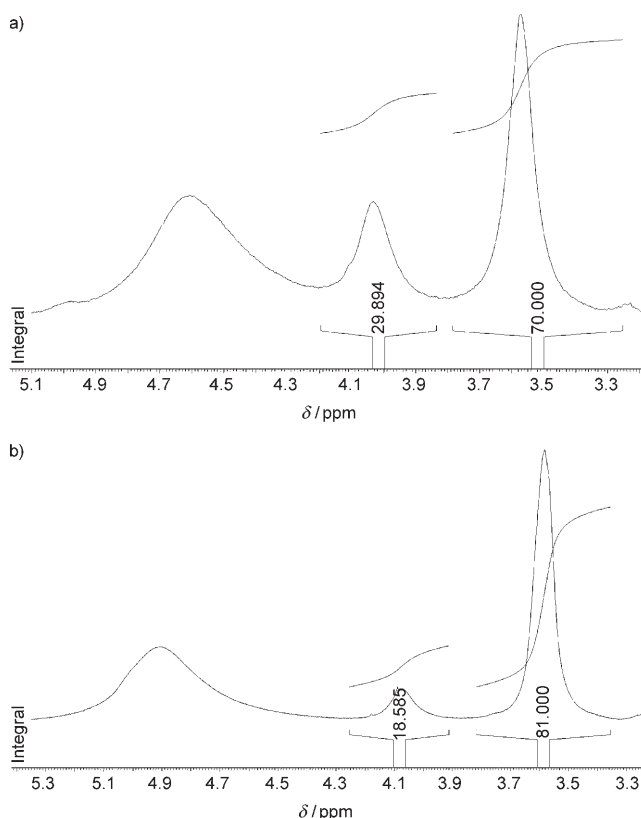 a)
Integral
29.894
70.000
5.1 4.9 4.7 4.5 4.3 4.1 3.9 3.7 3.5 3.3
δ / ppm
b)
Integral
18.585
81.000
5.3 5.1 4.9 4.7 4.5 4.3 4.1 3.9 3.7 3.5 3.3
δ / ppm